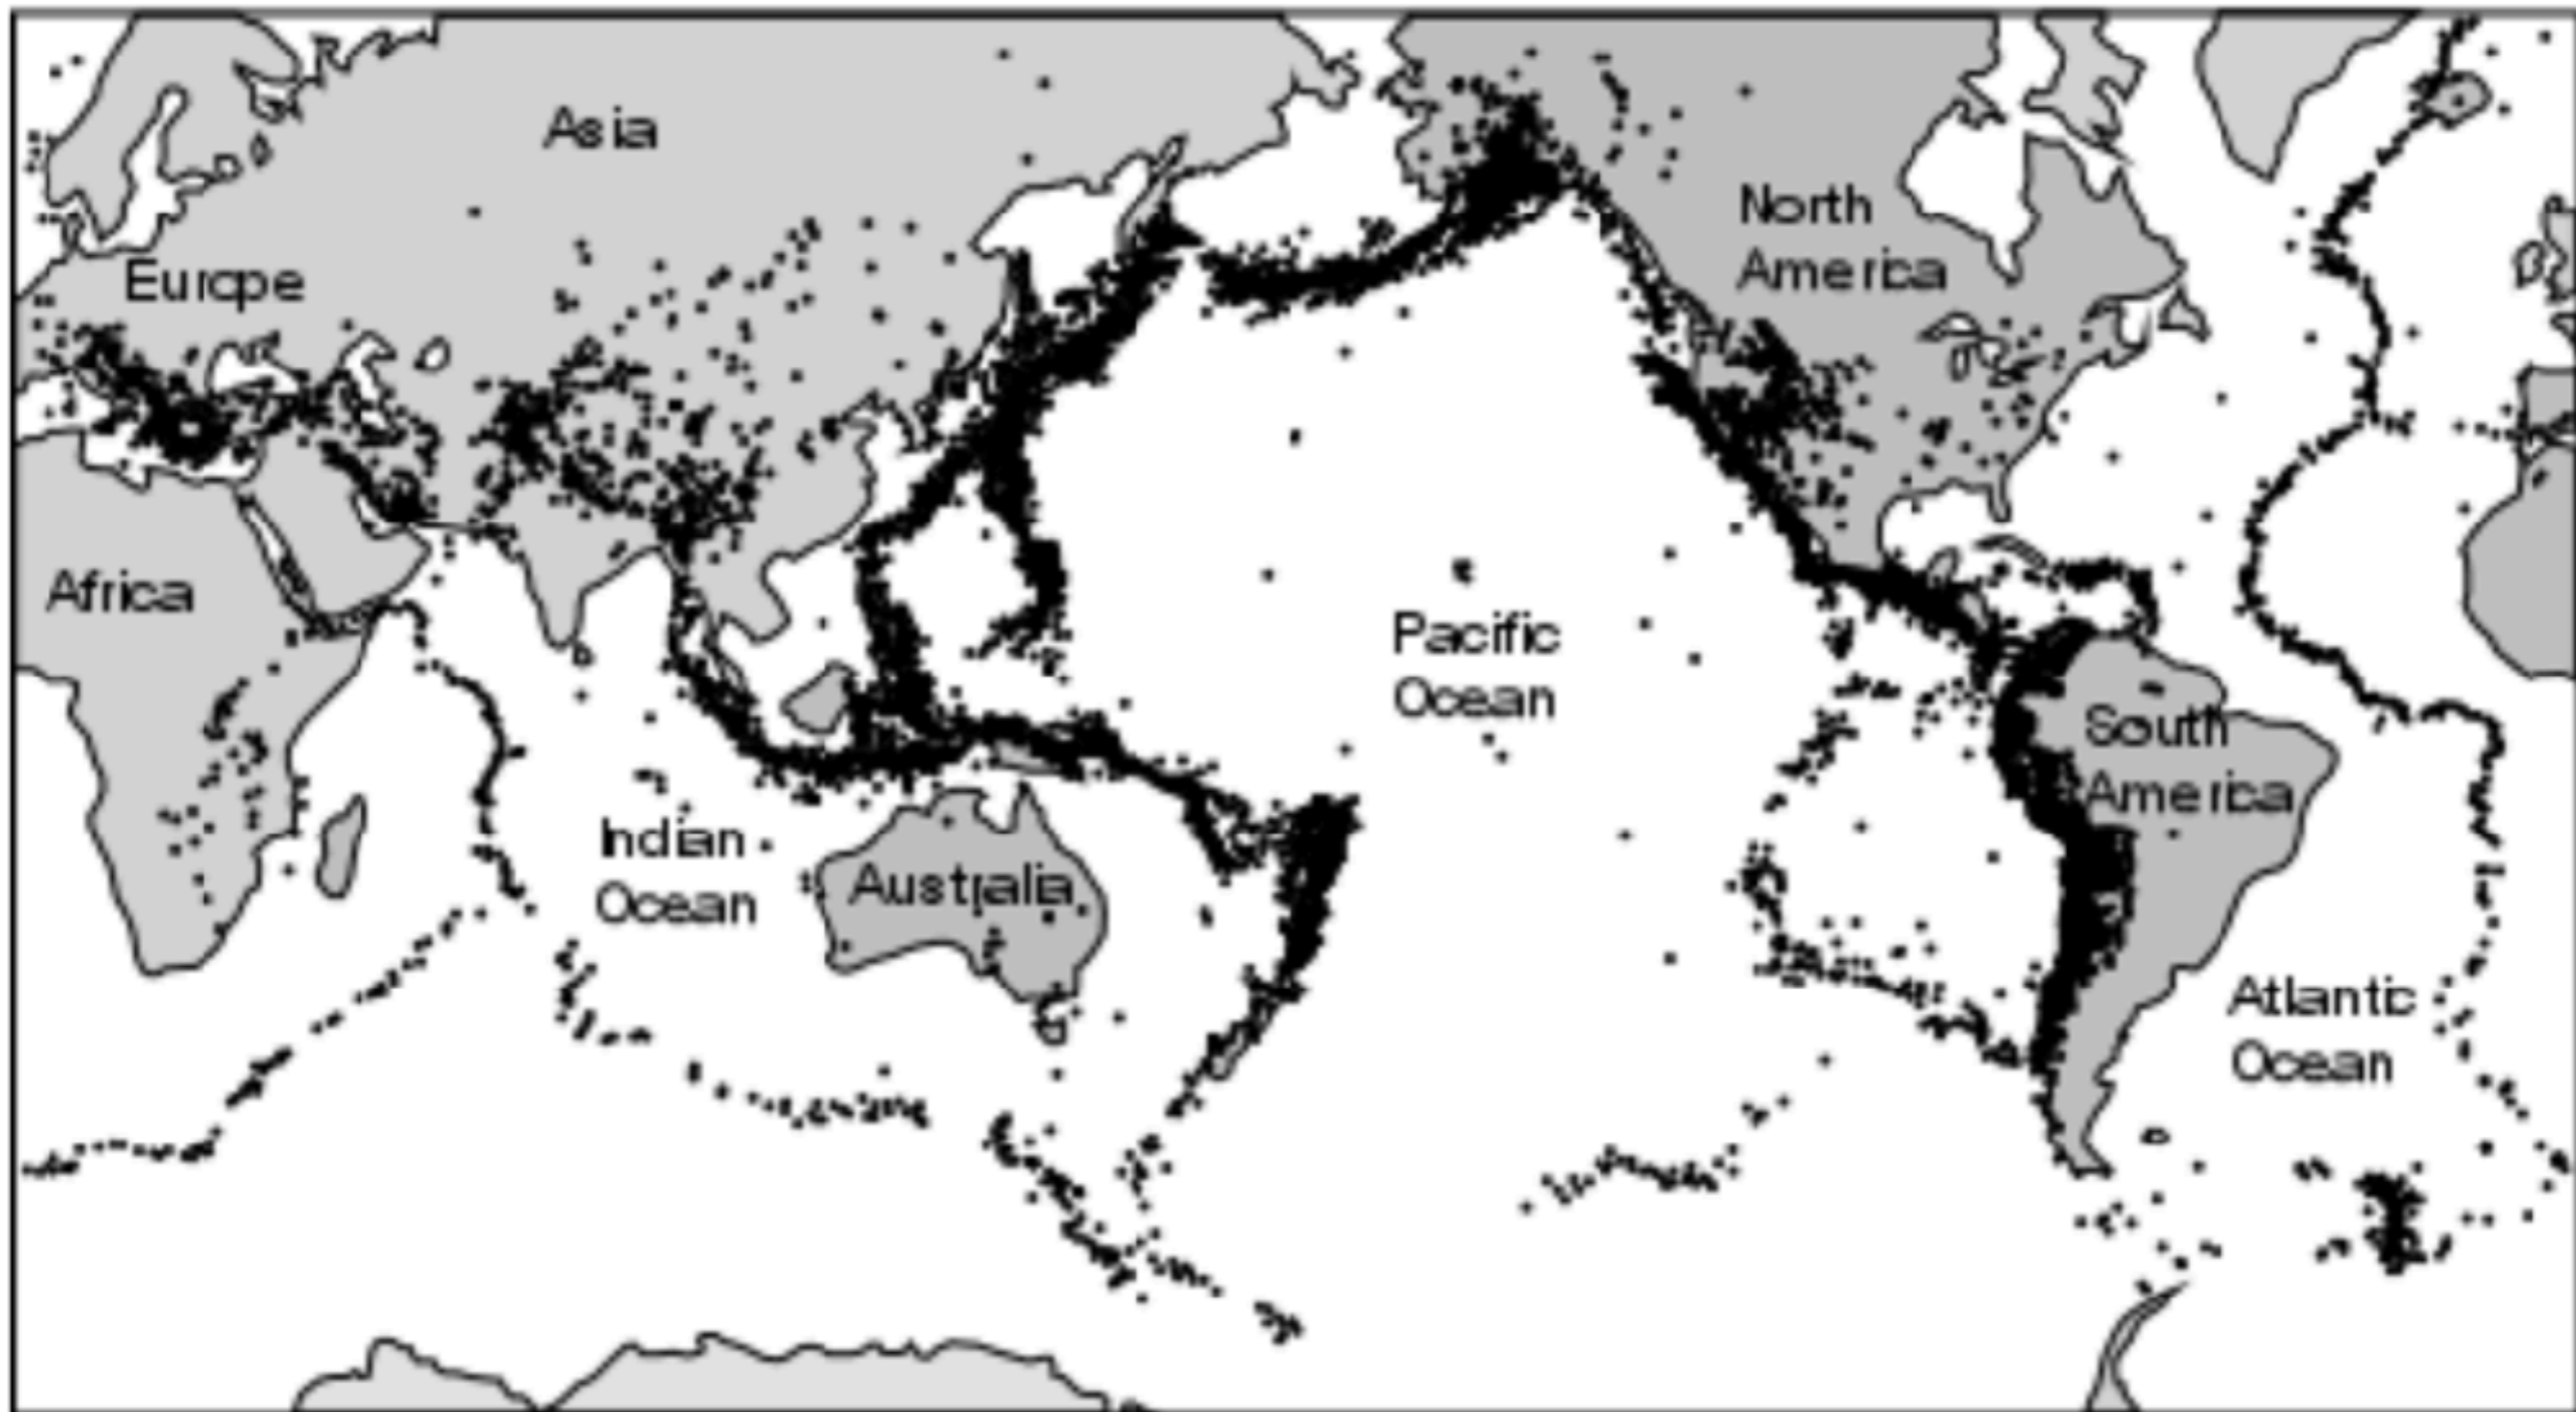 Asia
North
America
Europe
Africa
Pacific
Ocean
South
America
Indian
Ocean
Australia
Atlantic
Ocean